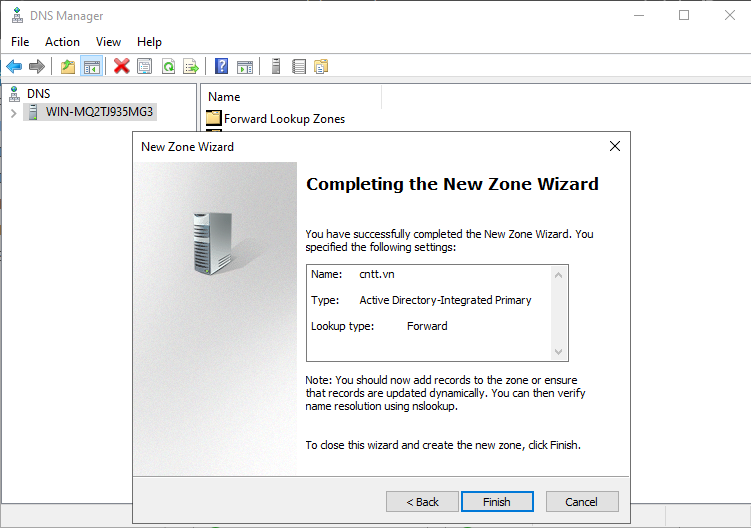 DNS Manager
File Action View Help
DNS
WIN-MQ2TJ935MG3
Name
Forward Lookup Zones
New Zone Wizard
Completing the New Zone Wizard
You have successfully completed the New Zone Wizard. You
specified the following settings:
Name: cntt.vn
Type: Active Directory-Integrated Primary
Lookup type: Forward
Note: You should now add records to the zone or ensure
that records are updated dynamically. You can then verify
name resolution using nslookup.
To close this wizard and create the new zone, click Finish.
< Back Finish Cancel